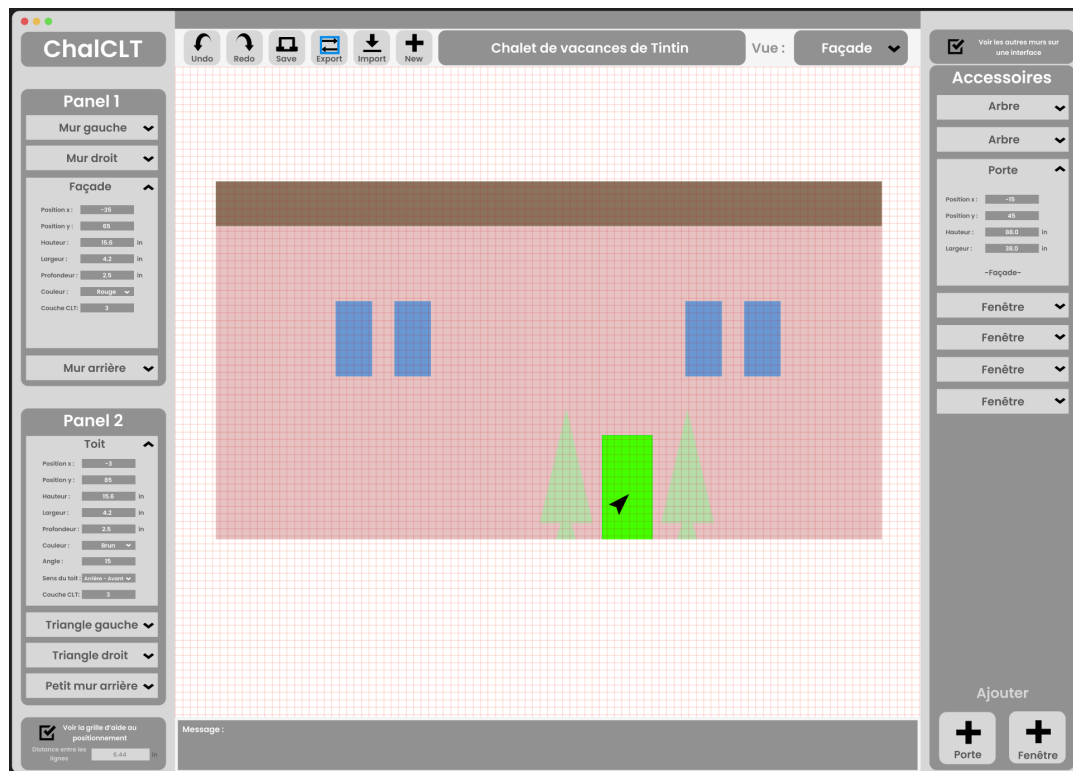 ChalCLT
Undo
Redo
Save
Export
Import
New
Chalet de vacances de Tintin
Vue :
Façade
Voir les autres murs sur
une interface
Panel 1
Mur gauche
Mur droit
Façade
Position x : -35
Position y : 65
Hauteur : 15.6 in
Largeur : 4.2 in
Profondeur : 2.5 in
Couleur : Rouge
Couche CLT: 3
Mur arrière
Panel 2
Toit
Position x : -3
Position y : 85
Hauteur : 15.6 in
Largeur : 4.2 in
Profondeur : 2.5 in
Couleur : Brun
Angle : 15
Sens du toit : Arrière - Avant
Couche CLT: 3
Triangle gauche
Triangle droit
Petit mur arrière
Voir la grille d'aide au
positionnement
Distance entre les
lignes
6.44 in
Message :
Accessoires
Arbre
Arbre
Porte
Position x : -15
Position y : 45
Hauteur : 88.0 in
Largeur : 38.0 in
-Façade-
Fenêtre
Fenêtre
Fenêtre
Fenêtre
Ajouter
Porte
Fenêtre